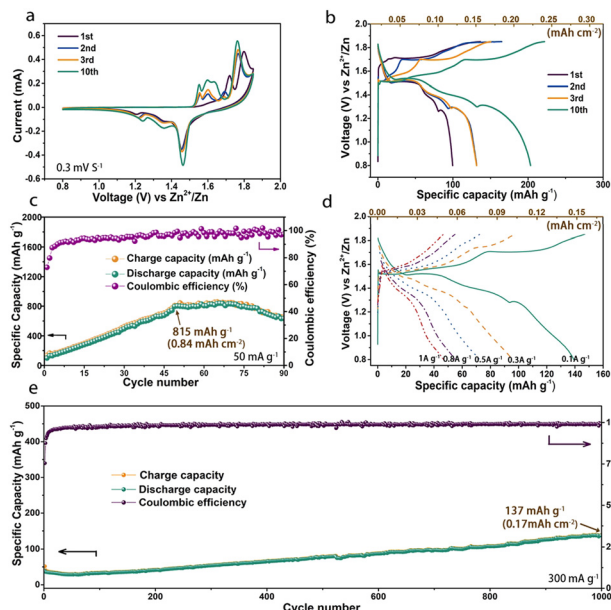 a
0.6
0.4
0.2
0.0
-0.2
-0.4
-0.6
Current (mA)
1st
2nd
3rd
10th
0.3 mV S⁻¹
0.8 1.0 1.2 1.4 1.6 1.8 2.0
Voltage (V) vs Zn²⁺/Zn
b
0.05 0.10 0.15 0.20 0.25 0.30
(mAh cm⁻²)
2.0
1.8
1.6
1.4
1.2
1.0
0.8
Voltage (V) vs Zn²⁺/Zn
1st
2nd
3rd
10th
0 100 200 300
Specific capacity (mAh g⁻¹)
c
2000
1600
1200
800
400
0
Specific Capacity (mAh g⁻¹)
Charge capacity (mAh g⁻¹)
Discharge capacity (mAh g⁻¹)
Coulombic efficiency (%)
815 mAh g⁻¹
(0.84 mAh cm⁻²)
50 mA g⁻¹
100
80
60
40
20
0
Coulombic efficiency (%)
0 15 30 45 60 75 90
Cycle number
d
0.00 0.03 0.06 0.09 0.12 0.15
(mAh cm⁻²)
2.0
1.8
1.6
1.4
1.2
1.0
0.8
Voltage (V) vs Zn²⁺/Zn
1A g⁻¹ 0.8A g⁻¹ 0.5A g⁻¹ 0.3A g⁻¹ 0.1A g⁻¹
0 20 40 60 80 100 120 140 160
Specific capacity (mAh g⁻¹)
e
500
450
400
300
200
100
0
Specific Capacity (mAh g⁻¹)
Charge capacity
Discharge capacity
Coulombic efficiency
137 mAh g⁻¹
(0.17mAh cm⁻²)
300 mA g⁻¹
0 200 400 600 800 1000
Cycle number